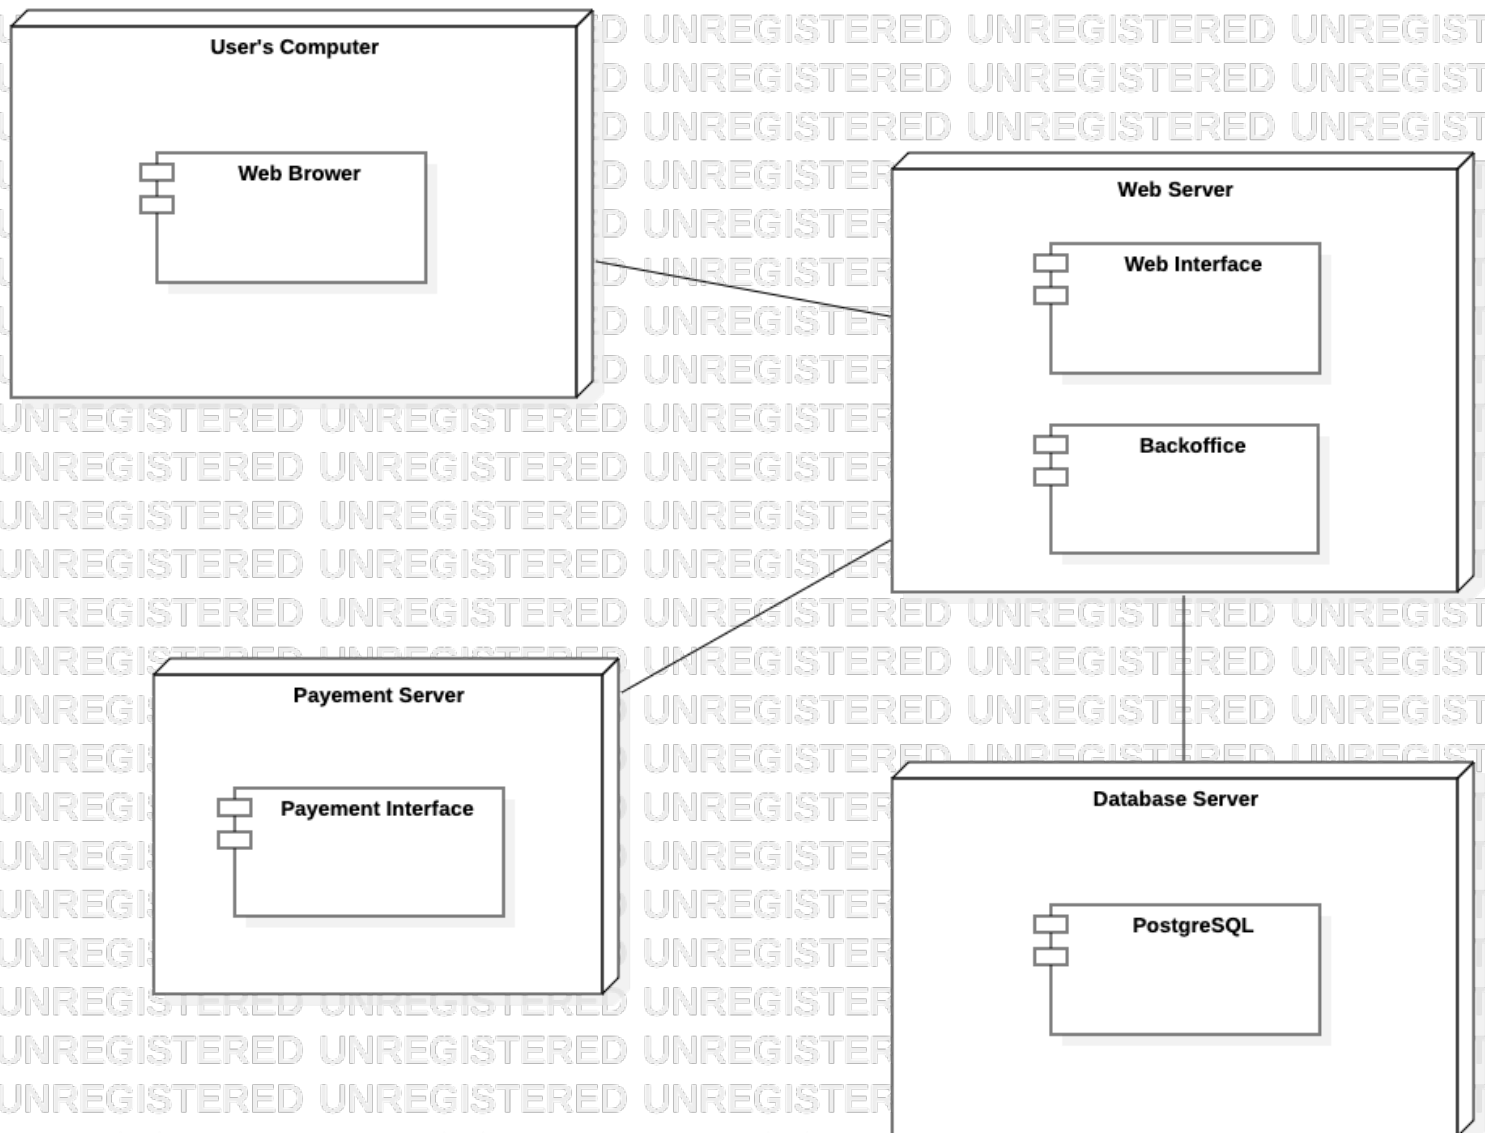 User's Computer
Web Brower
Web Server
Web Interface
Backoffice
Payement Server
Payement Interface
Database Server
PostgreSQL
UNREGISTERED